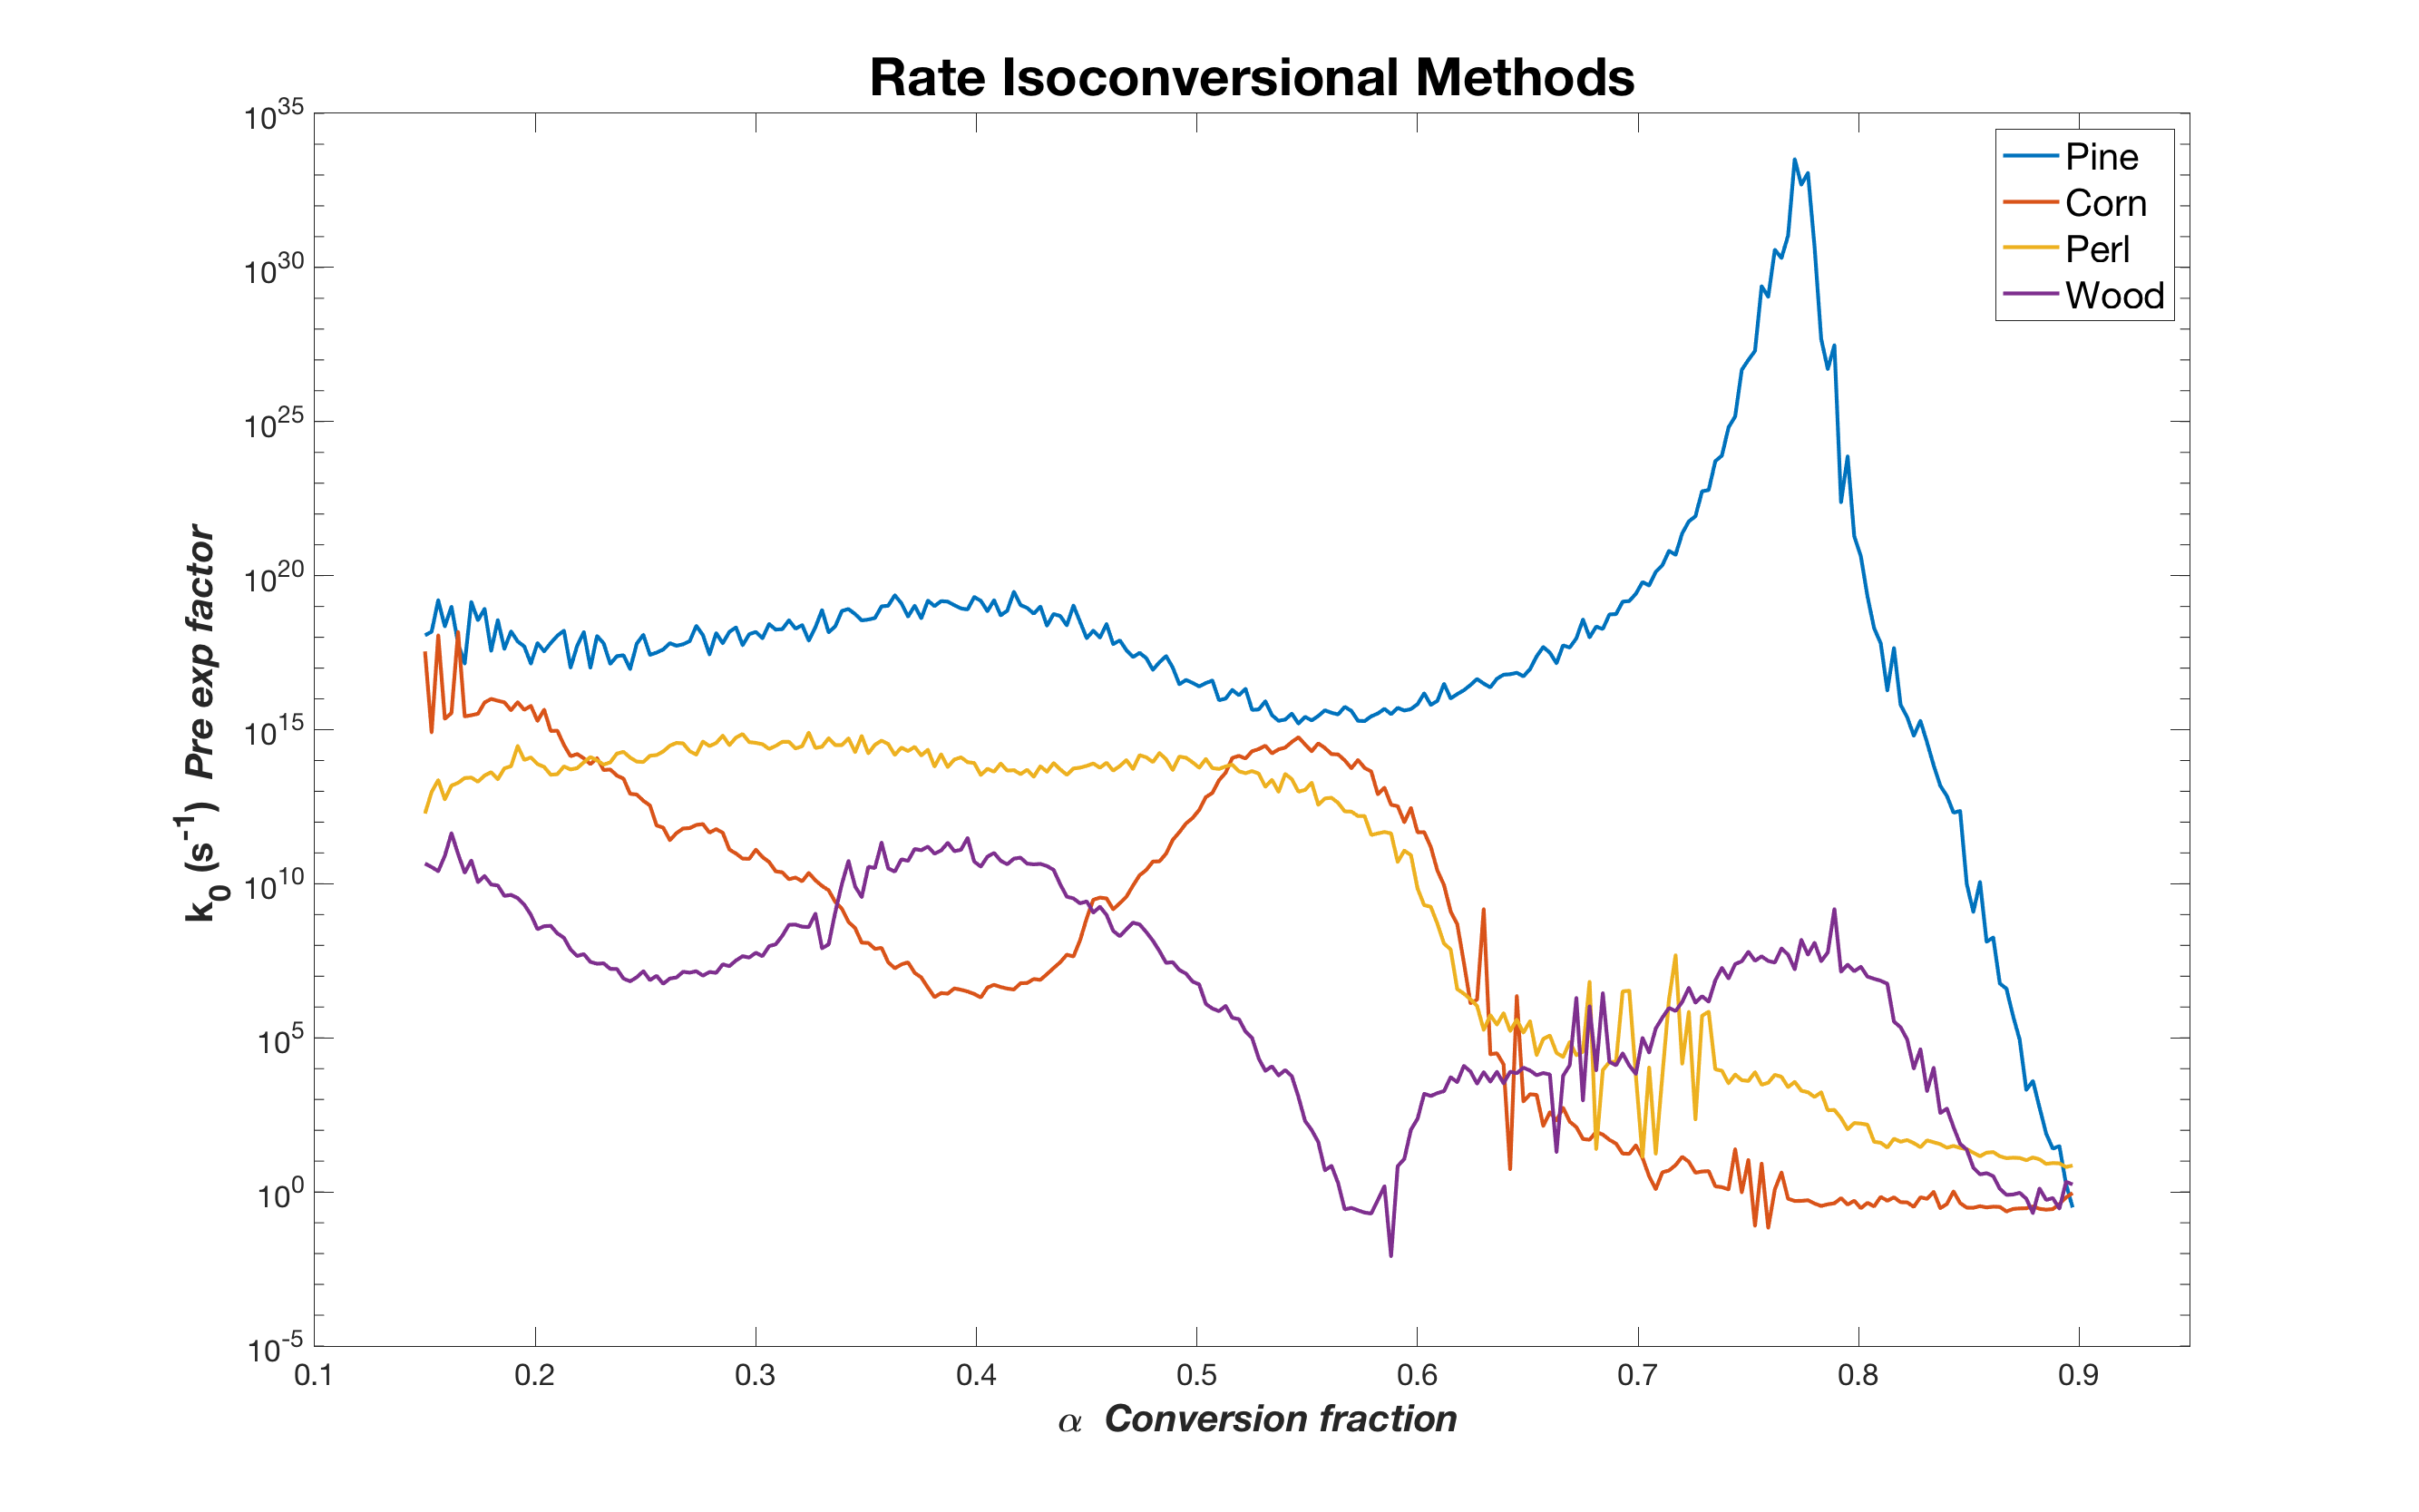 Rate Isoconversional Methods
10^35
10^30
10^25
10^20
10^15
10^10
10^5
10^0
10^-5
k_0 (s^-1) Pre exp factor
Pine
Corn
Perl
Wood
0.1 0.2 0.3 0.4 0.5 0.6 0.7 0.8 0.9
α Conversion fraction